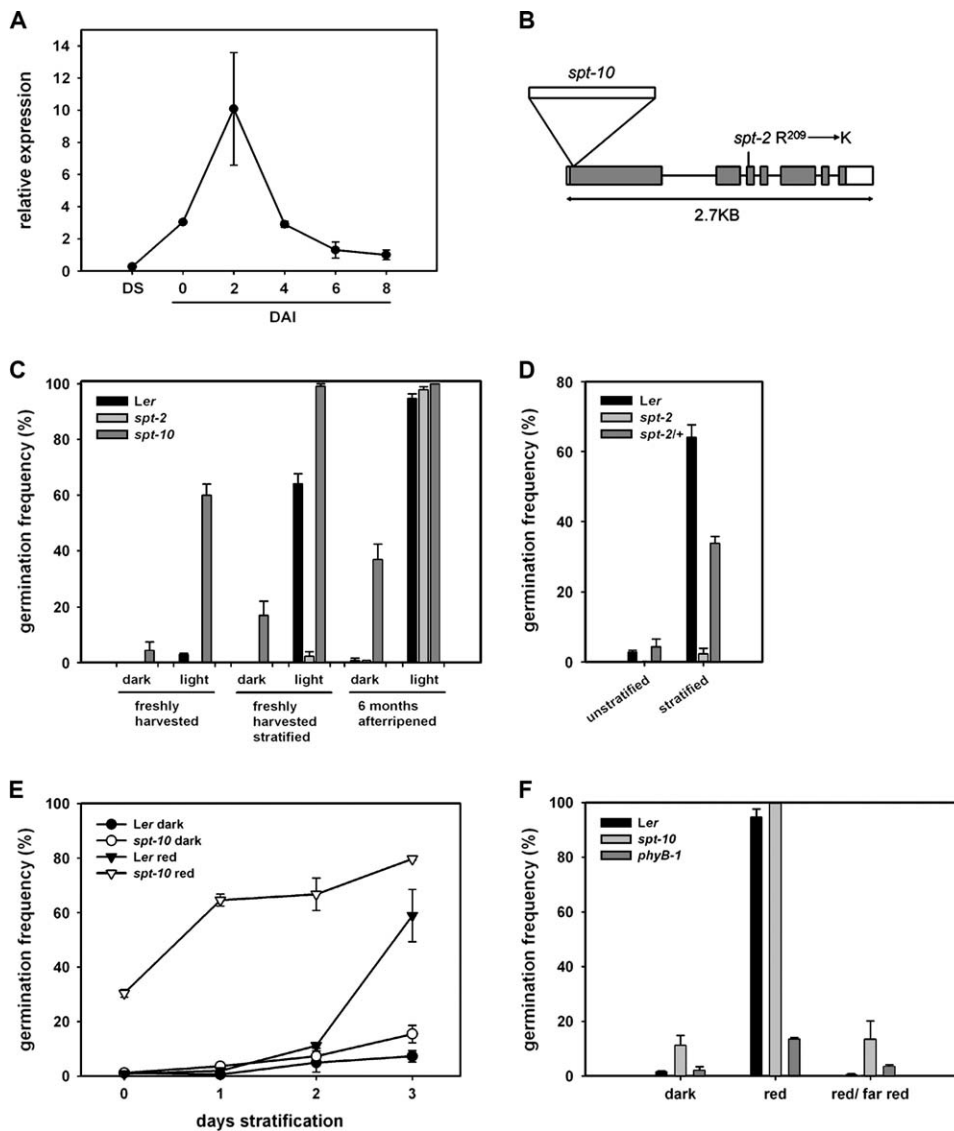 A
relative expression
14
12
10
8
6
4
2
0
DS 0 2 4 6 8
DAI
B
spt-10
spt-2 R209 → K
2.7KB
C
germination frequency (%)
100
80
60
40
20
0
Ler
spt-2
spt-10
dark light dark light dark light
freshly harvested
freshly harvested stratified
6 months afterripened
D
germination frequency (%)
80
60
40
20
0
Ler
spt-2
spt-2/+
unstratified
stratified
E
germination frequency (%)
100
80
60
40
20
0
Ler dark
spt-10 dark
Ler red
spt-10 red
0 1 2 3
days stratification
F
germination frequency (%)
100
80
60
40
20
0
Ler
spt-10
phyB-1
dark red red/ far red